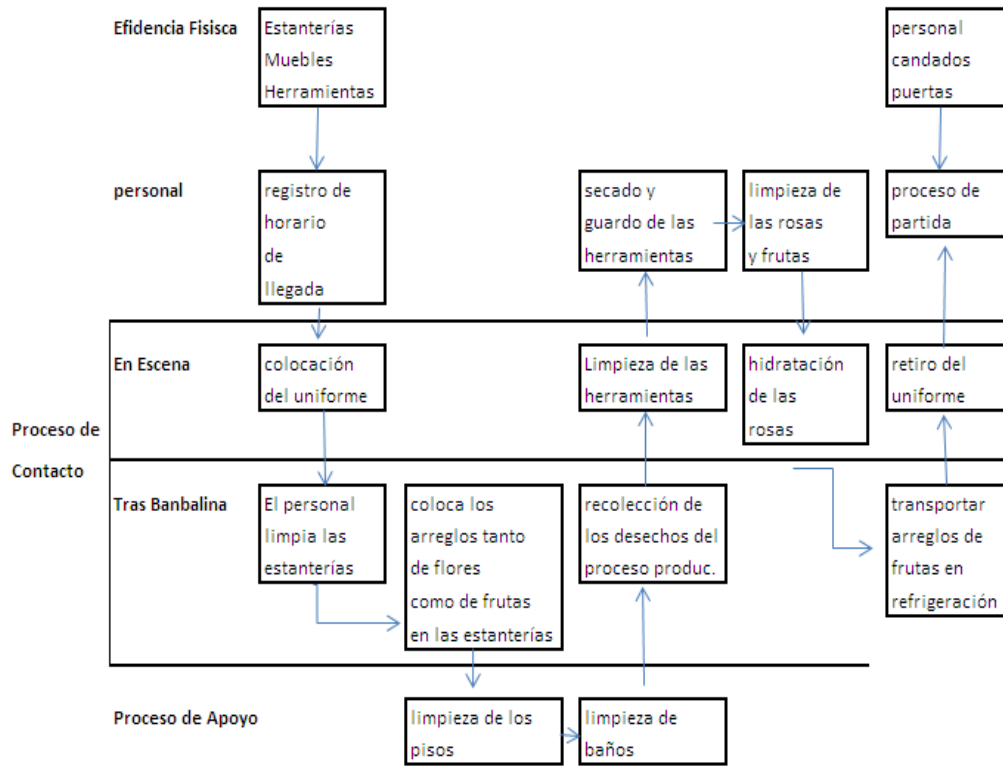 Efidencia Fisisca
Estanterías
Muebles
Herramientas
personal
candados
puertas
personal
registro de
horario
de
llegada
secado y
guardo de las
herramientas
limpieza de
las rosas
y frutas
proceso de
partida
En Escena
colocación
del uniforme
Limpieza de las
herramientas
hidratación
de las
rosas
retiro del
uniforme
Proceso de
Contacto
Tras Banbalina
El personal
limpia las
estanterías
coloca los
arreglos tanto
de flores
como de frutas
en las estanterías
recolección de
los desechos del
proceso produc.
transportar
arreglos de
frutas en
refrigeración
Proceso de Apoyo
limpieza de los
pisos
limpieza de
baños